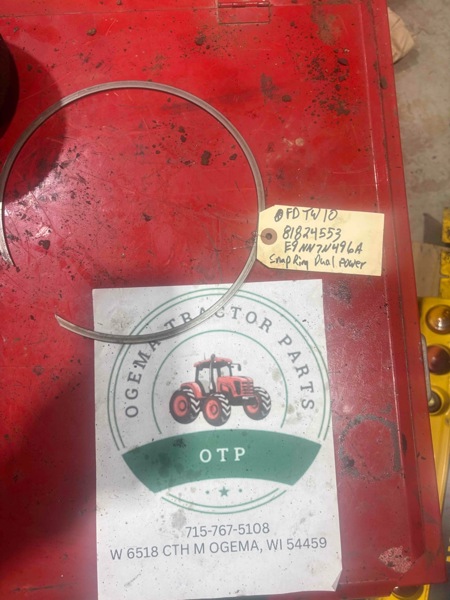 FD TW10
81824553
E9NN7N496A
Snap Ring Dual Power
OGEMA TRACTOR PARTS
OTP
715-767-5108
W 6518 CTH M OGEMA, WI 54459